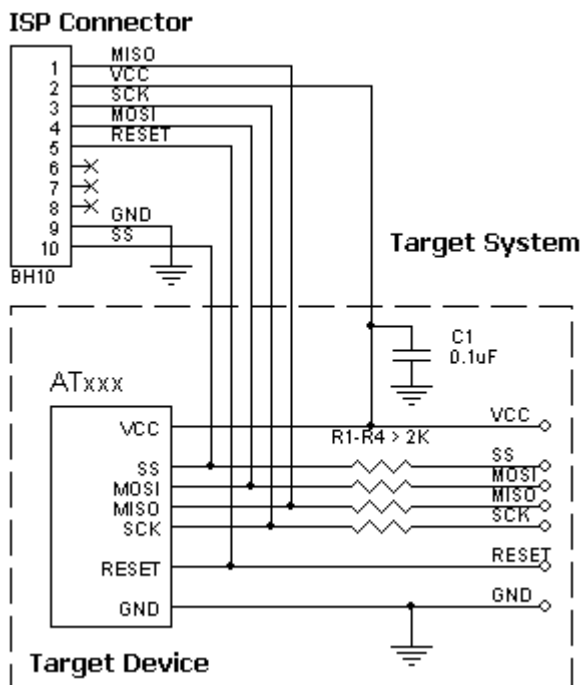 ISP Connector
1 MISO
2 VCC
3 SCK
4 MOSI
5 RESET
6
7
8
9 GND
10 SS
BH10
Target System
C1
0.1uF
ATxxx
VCC
R1-R4 > 2K
VCC
SS
SS
MOSI
MOSI
MISO
MISO
SCK
SCK
RESET
RESET
GND
GND
Target Device